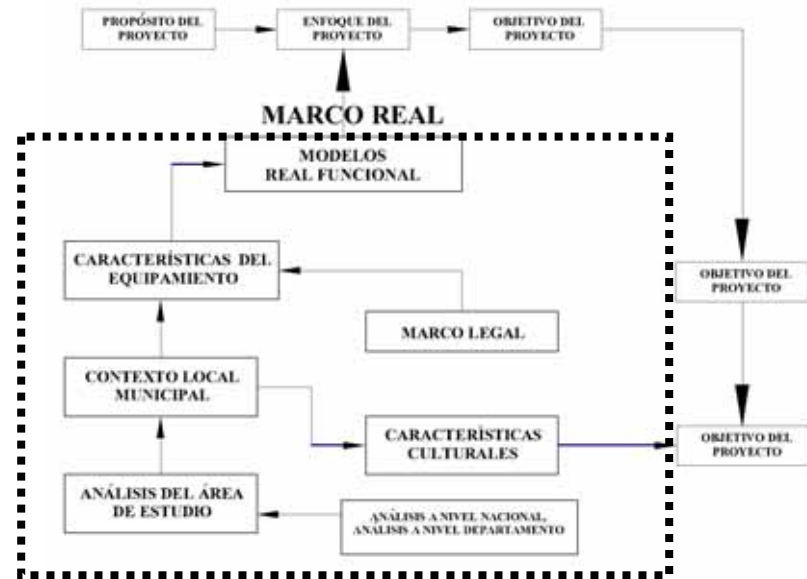 PROPÓSITO DEL
PROYECTO
ENFOQUE DEL
PROYECTO
OBJETIVO DEL
PROYECTO
MARCO REAL
MODELOS
REAL FUNCIONAL
CARACTERÍSTICAS DEL
EQUIPAMIENTO
OBJETIVO DEL
PROYECTO
MARCO LEGAL
CONTEXTO LOCAL
MUNICIPAL
CARACTERÍSTICAS
CULTURALES
OBJETIVO DEL
PROYECTO
ANÁLISIS DEL ÁREA
DE ESTUDIO
ANÁLISIS A NIVEL NACIONAL,
ANÁLISIS A NIVEL DEPARTAMENTO